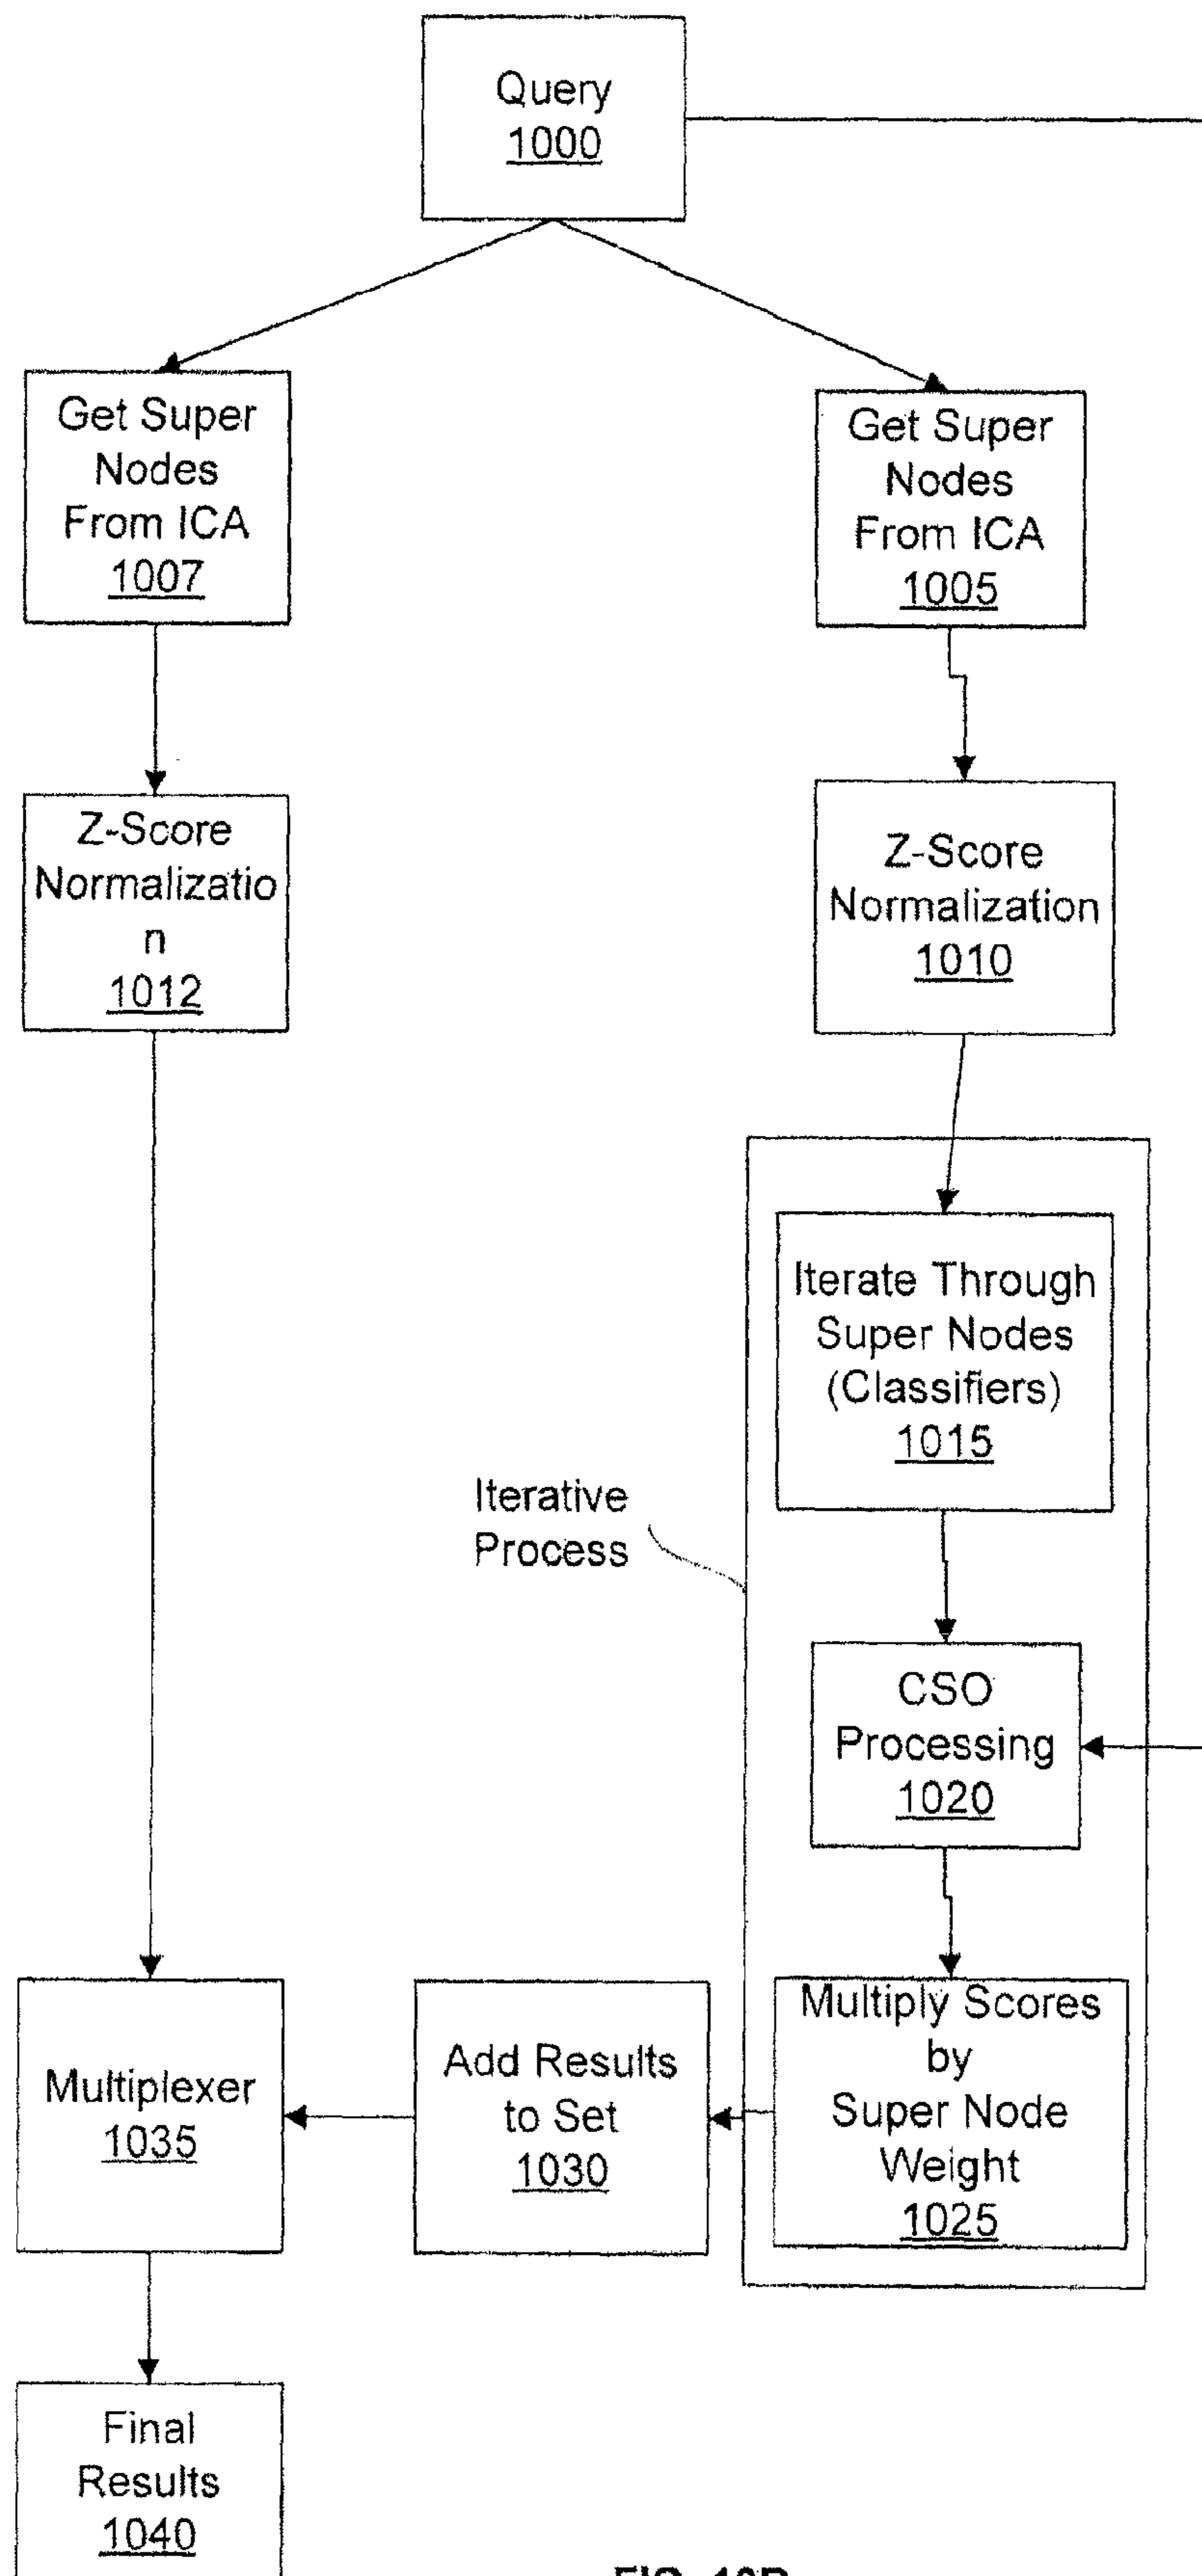 Query
1000
Get Super
Nodes
From ICA
1007
Get Super
Nodes
From ICA
1005
Z-Score
Normalizatio
n
1012
Z-Score
Normalization
1010
Iterate Through
Super Nodes
(Classifiers)
1015
Iterative
Process
CSO
Processing
1020
Multiplexer
1035
Add Results
to Set
1030
Multiply Scores
by
Super Node
Weight
1025
Final
Results
1040